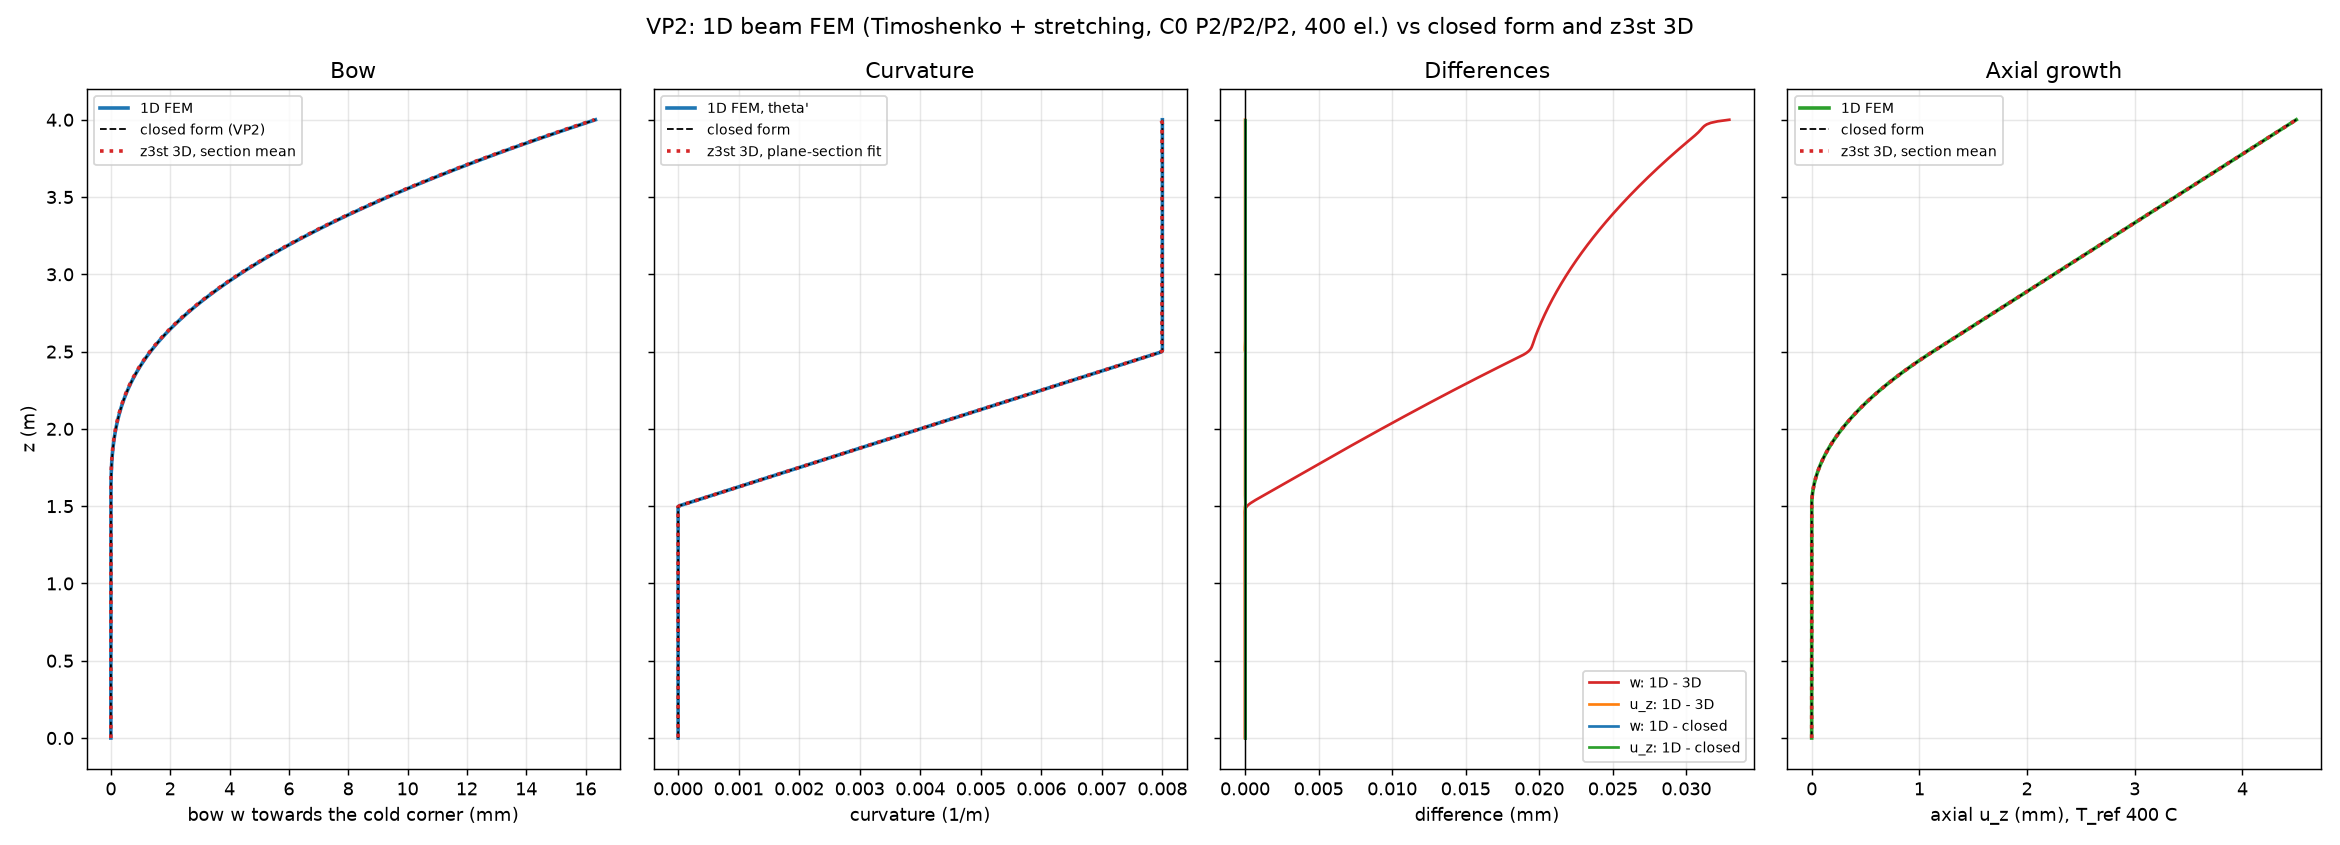 VP2: 1D beam FEM (Timoshenko + stretching, C0 P2/P2/P2, 400 el.) vs closed form and z3st 3D
Bow
1D FEM
closed form (VP2)
z3st 3D, section mean
z (m)
4.0
3.5
3.0
2.5
2.0
1.5
1.0
0.5
0.0
0 2 4 6 8 10 12 14 16
bow w towards the cold corner (mm)
Curvature
1D FEM, theta'
closed form
z3st 3D, plane-section fit
0.000 0.001 0.002 0.003 0.004 0.005 0.006 0.007 0.008
curvature (1/m)
Differences
w: 1D - 3D
u_z: 1D - 3D
w: 1D - closed
u_z: 1D - closed
0.000 0.005 0.010 0.015 0.020 0.025 0.030
difference (mm)
Axial growth
1D FEM
closed form
z3st 3D, section mean
0 1 2 3 4
axial u_z (mm), T_ref 400 C